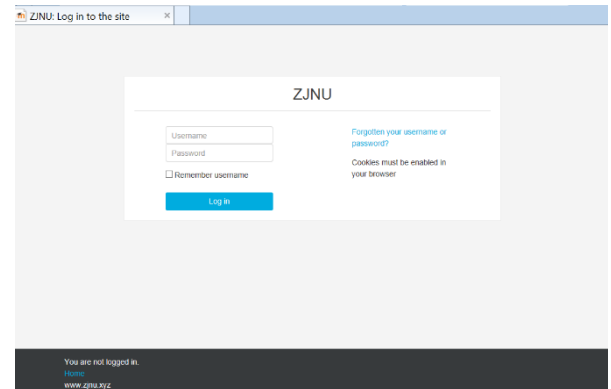 ZJNU: Log in to the site
ZJNU
Username
Password
Remember username
Log in
Forgotten your username or
password?
Cookies must be enabled in
your browser
You are not logged in.
Home
www.zjnu.xyz